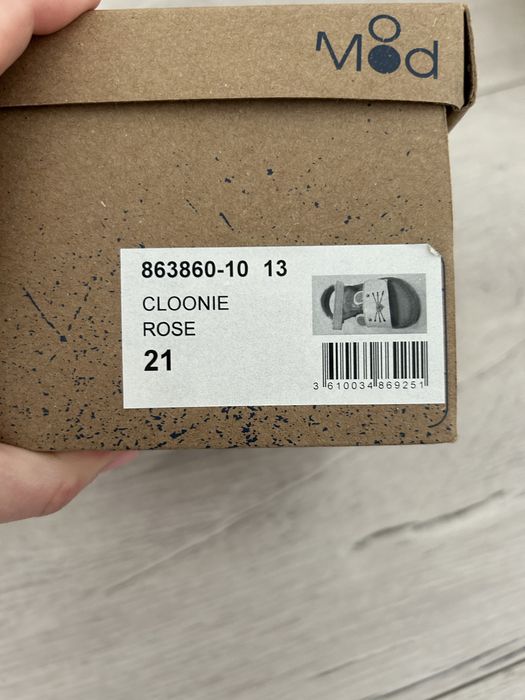 Mod
863860-10 13
CLOONIE
ROSE
21
3 610034 869251